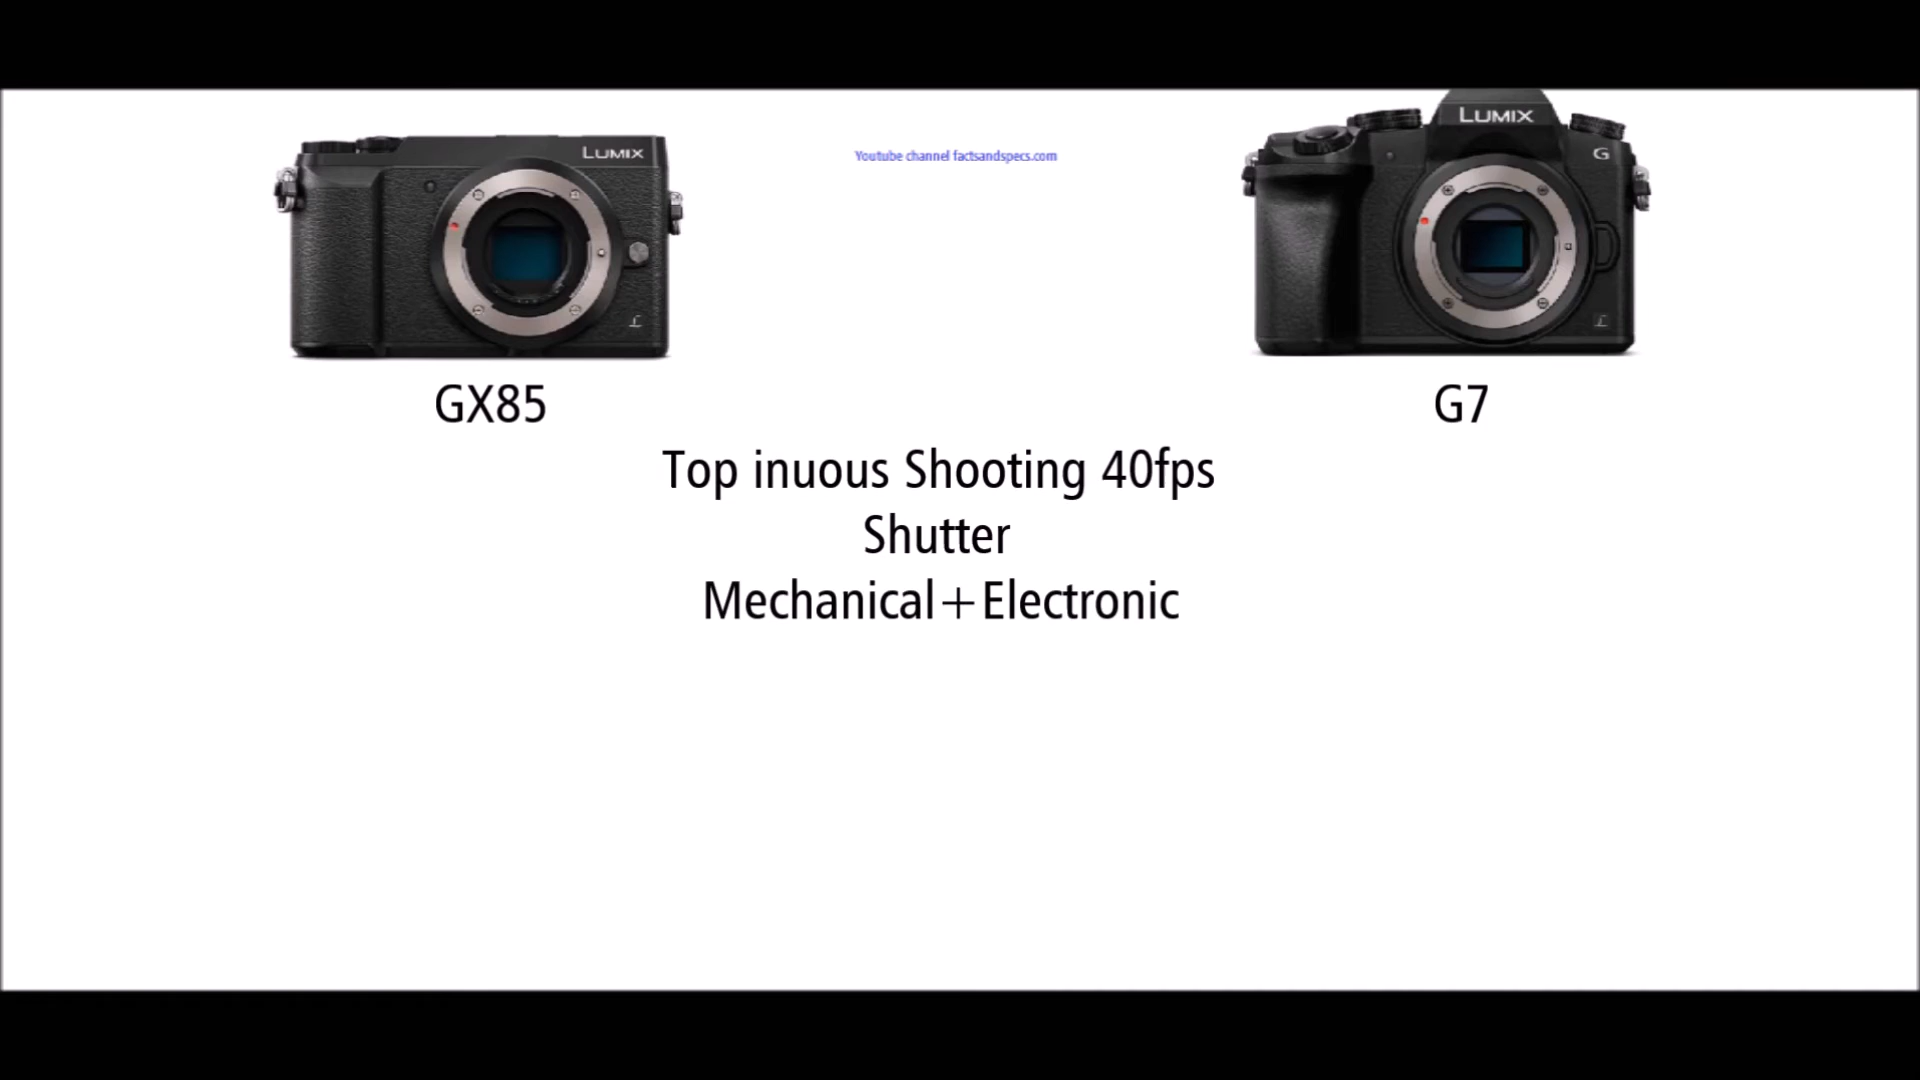 LUMIX
LUMIX
G
Youtube channel factsandspecs.com
GX85
G7
Top inuous Shooting 40fps
Shutter
Mechanical+Electronic